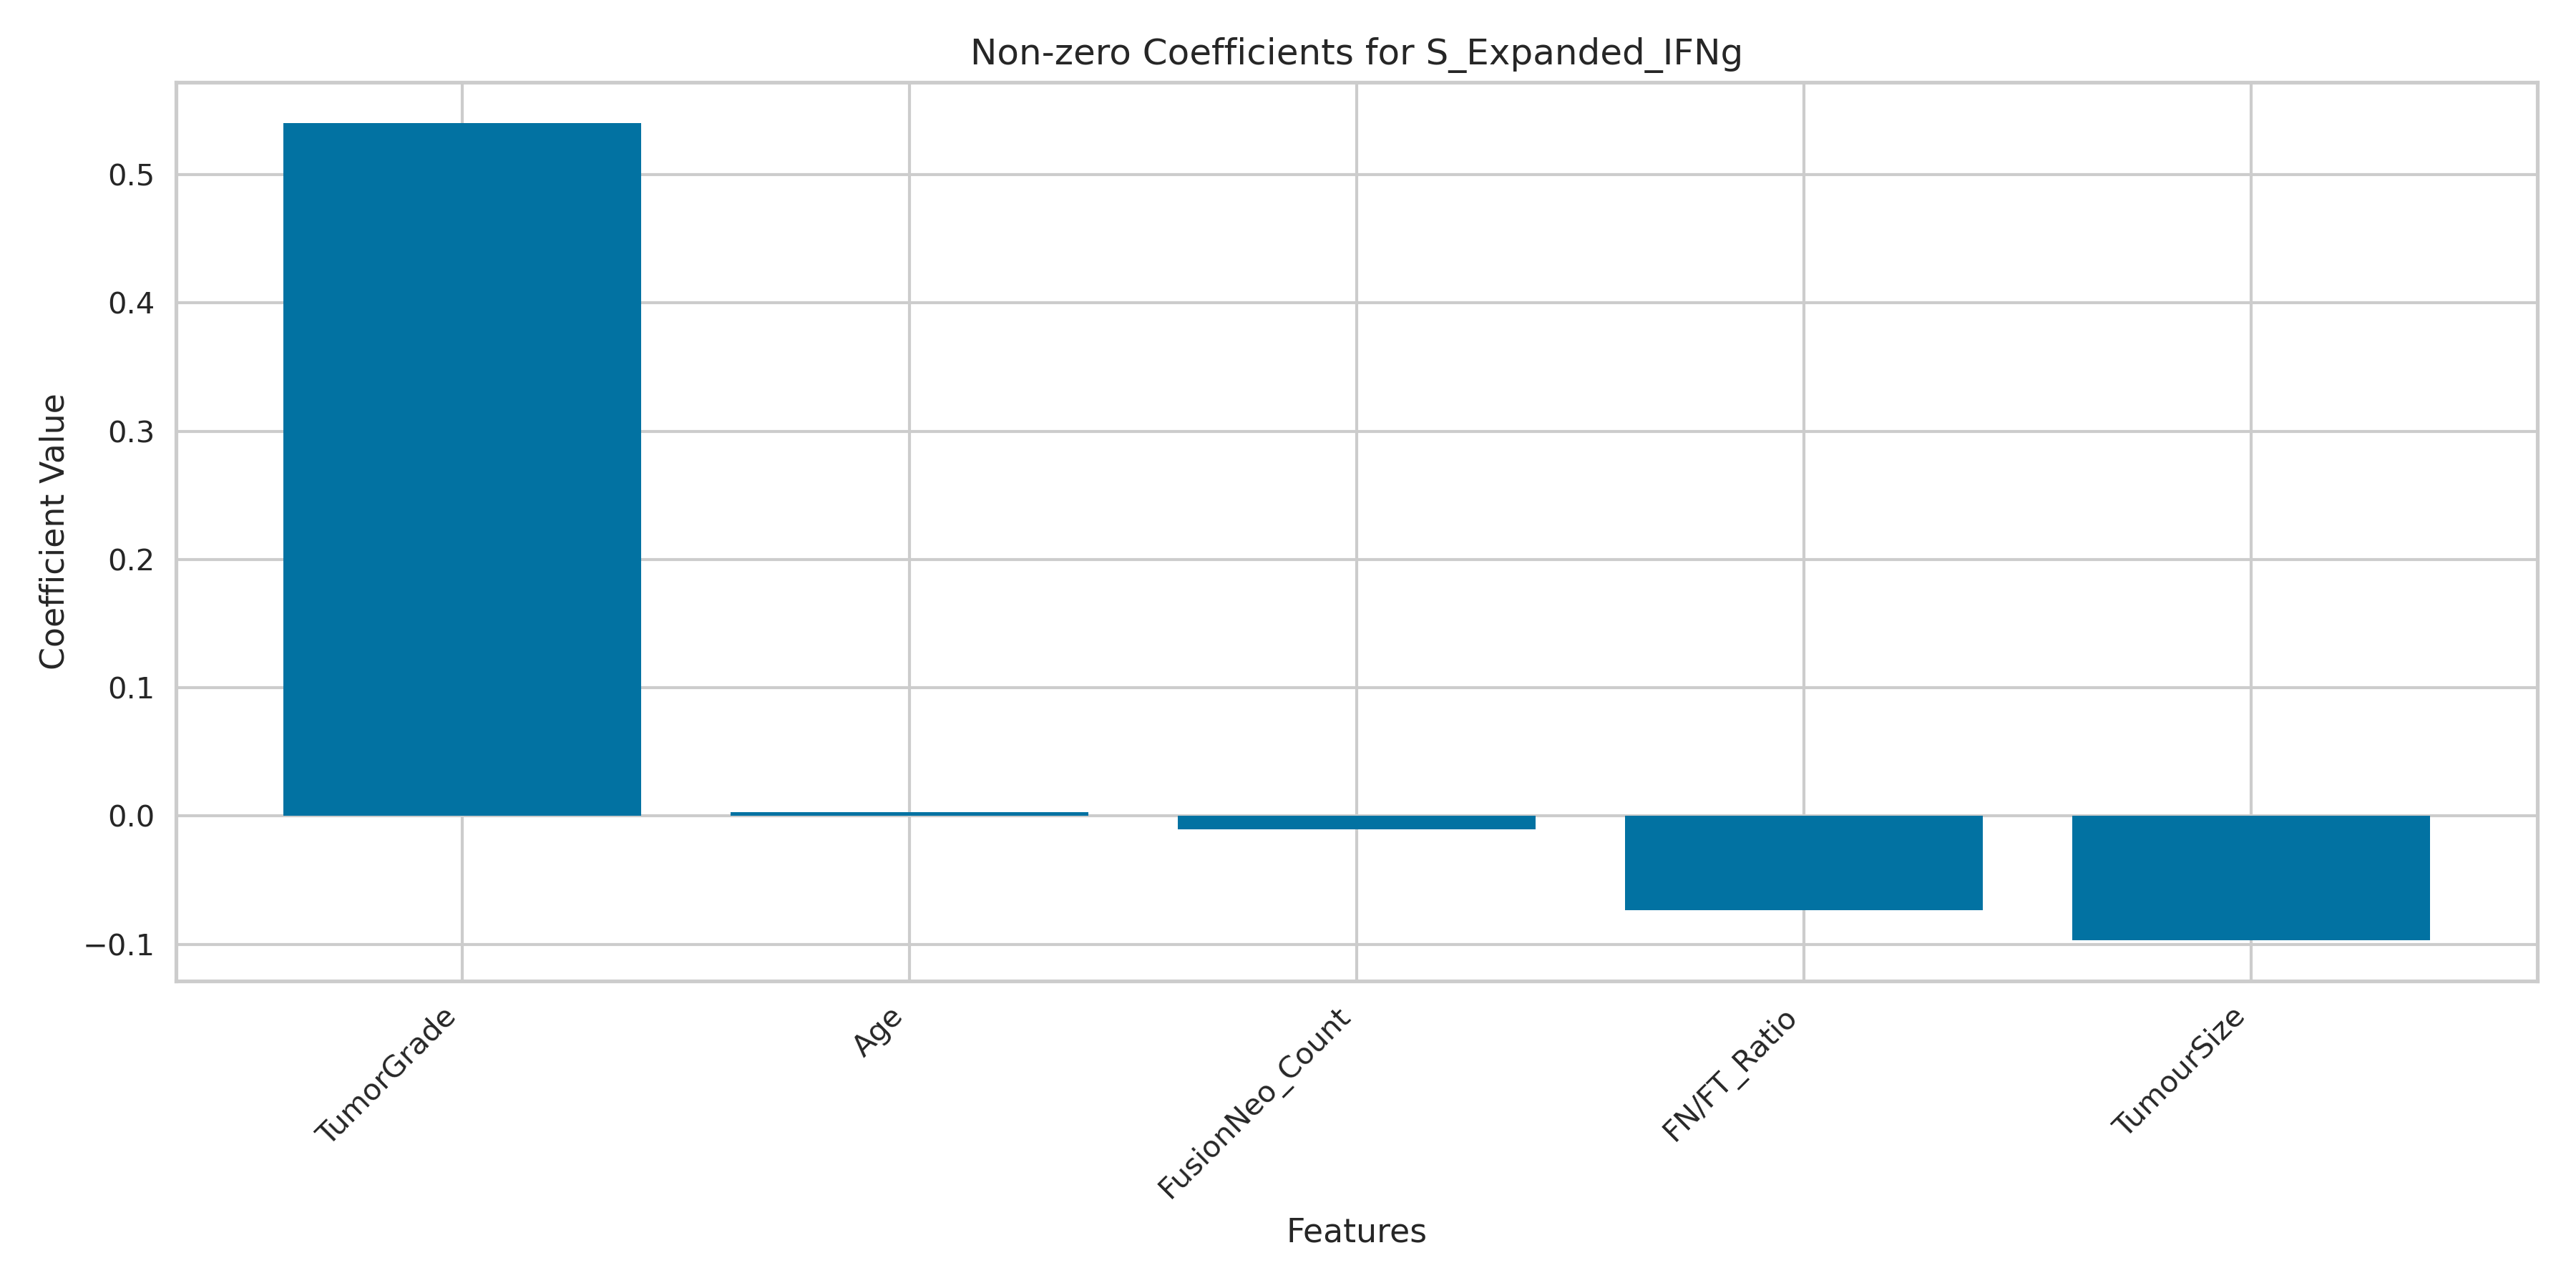 Non-zero Coefficients for S_Expanded_IFNg
Coefficient Value
0.5
0.4
0.3
0.2
0.1
0.0
−0.1
TumorGrade
Age
FusionNeo_Count
FN/FT_Ratio
TumourSize
Features